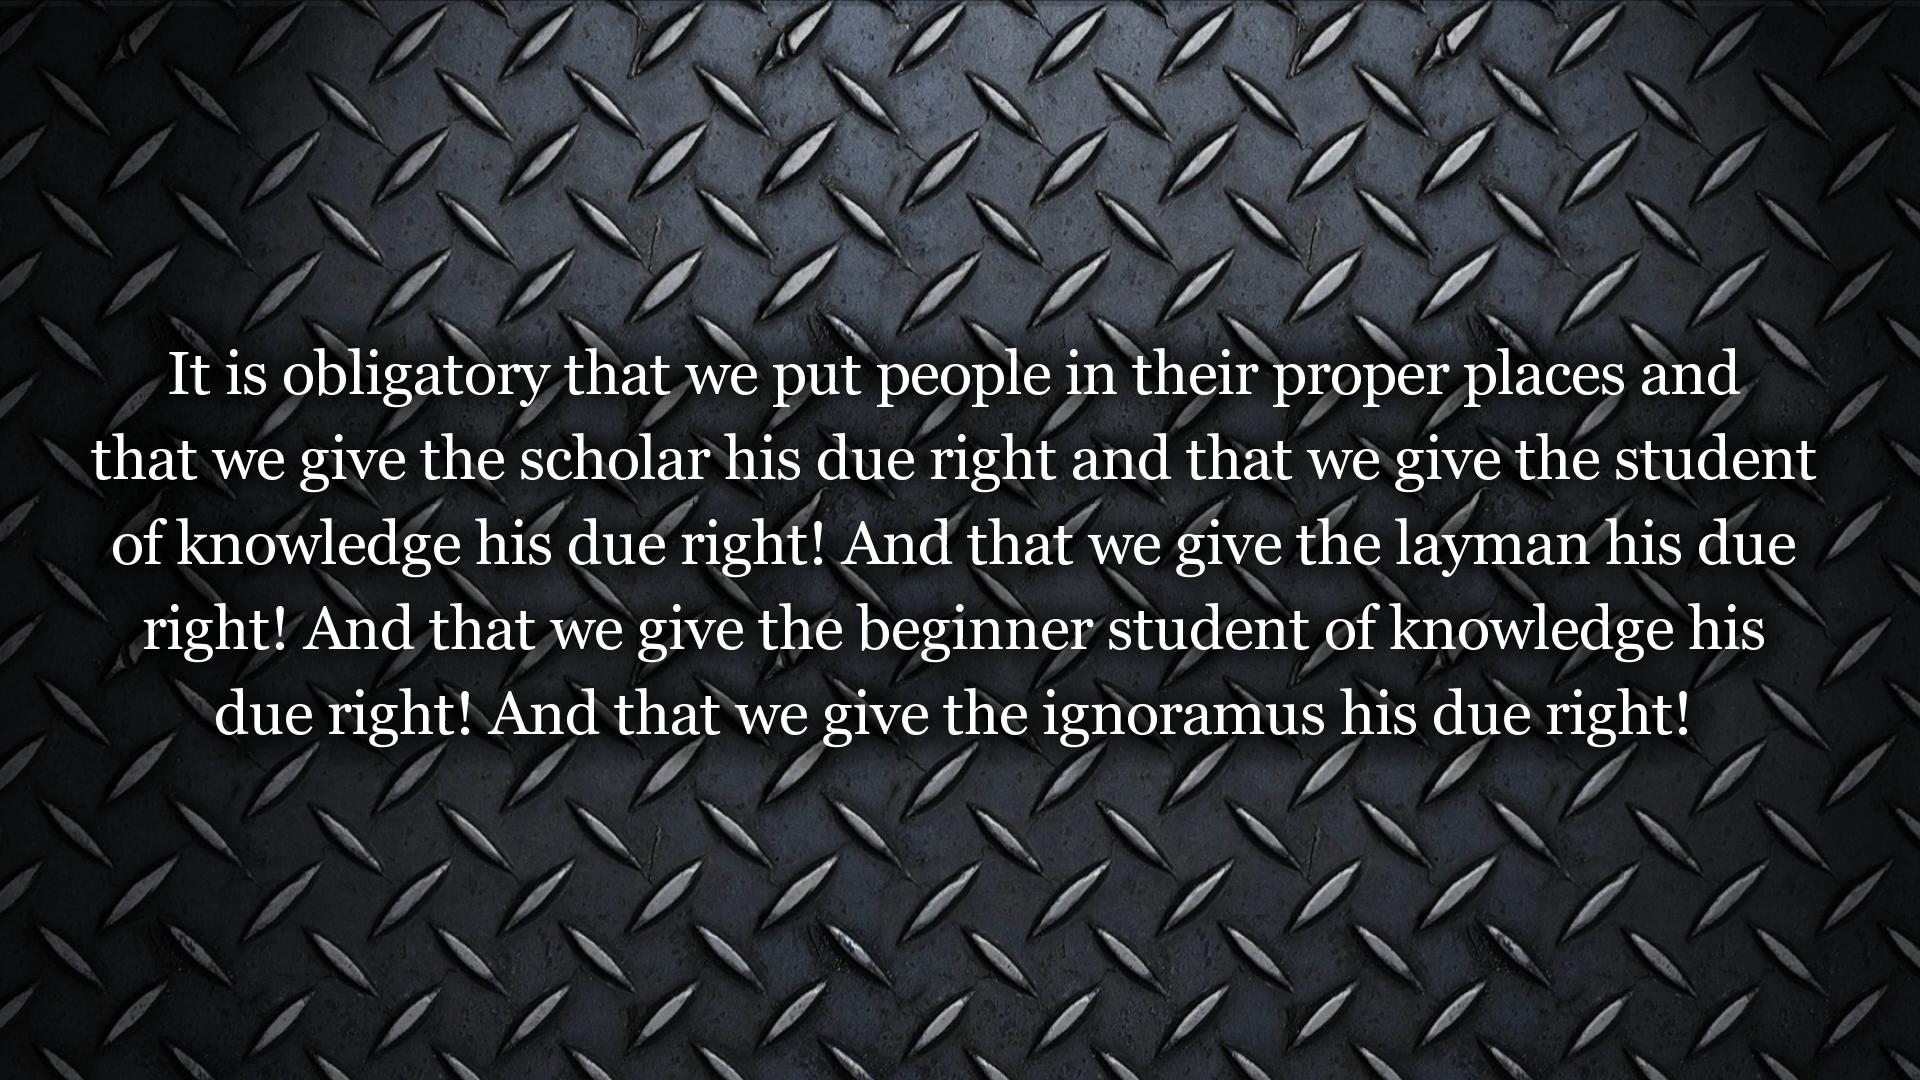 It is obligatory that we put people in their proper places and
that we give the scholar his due right and that we give the student
of knowledge his due right! And that we give the layman his due
right! And that we give the beginner student of knowledge his
due right! And that we give the ignoramus his due right!